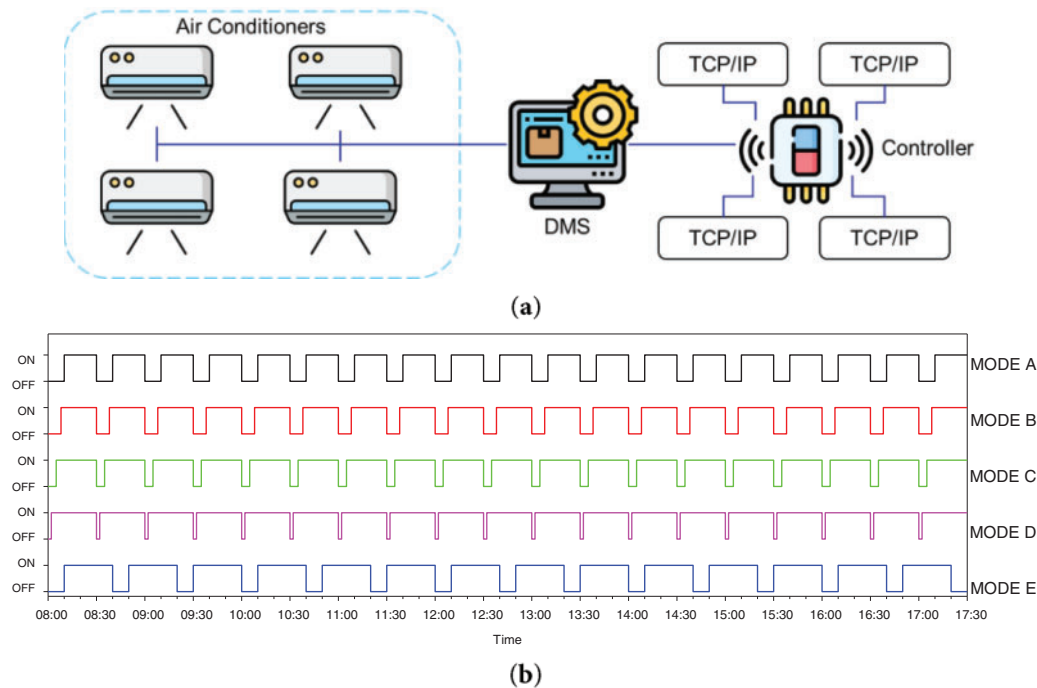 Air Conditioners
TCP/IP
TCP/IP
Controller
DMS
TCP/IP
TCP/IP
(a)
ON
OFF
MODE A
ON
OFF
MODE B
ON
OFF
MODE C
ON
OFF
MODE D
ON
OFF
MODE E
08:00 08:30 09:00 09:30 10:00 10:30 11:00 11:30 12:00 12:30 13:00 13:30 14:00 14:30 15:00 15:30 16:00 16:30 17:00 17:30
Time
(b)